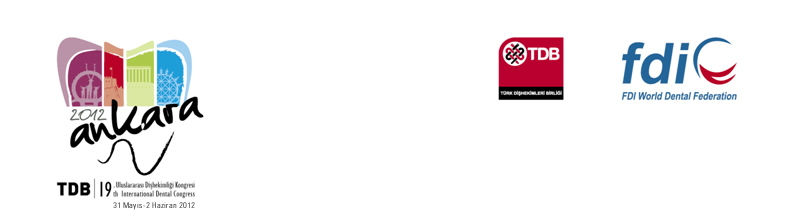 2012
ankara
TDB 19. Uluslararası Dişhekimliği Kongresi
th International Dental Congress
31 Mayıs-2 Haziran 2012
TDB
TÜRK DİŞHEKİMLERİ BİRLİĞİ
fdi
FDI World Dental Federation